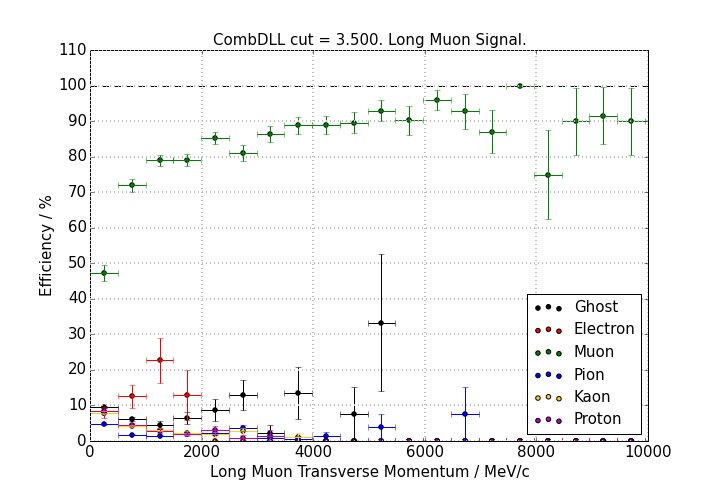 CombDLL cut = 3.500. Long Muon Signal.
110
100
90
80
70
60
50
40
30
20
10
0
Efficiency / %
0 2000 4000 6000 8000 10000
Long Muon Transverse Momentum / MeV/c
Ghost
Electron
Muon
Pion
Kaon
Proton